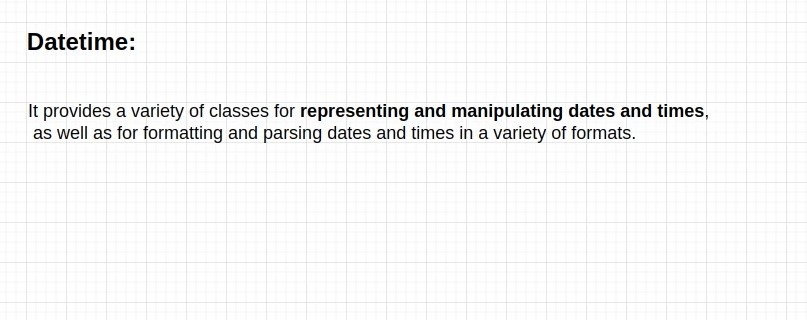 Datetime:
It provides a variety of classes for representing and manipulating dates and times,
as well as for formatting and parsing dates and times in a variety of formats.